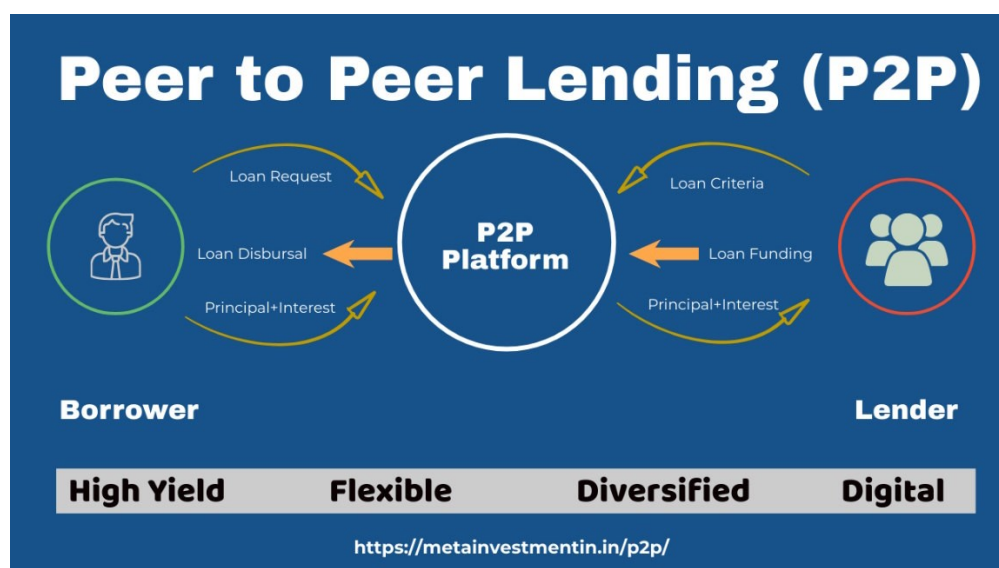 Peer to Peer Lending (P2P)
Loan Request
Loan Criteria
P2P
Platform
Loan Disbursal
Loan Funding
Principal+Interest
Principal+Interest
Borrower
Lender
High Yield Flexible Diversified Digital
https://metainvestmentin.in/p2p/